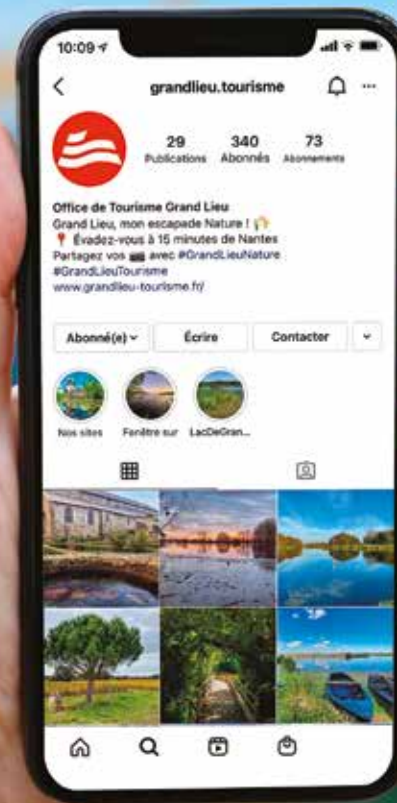 10:09
grandlieu.tourisme
29 340 73
Publications Abonnés Abonnements
Office de Tourisme Grand Lieu
Grand Lieu, mon escapade Nature !
Évadez-vous à 15 minutes de Nantes
Partagez vos 📷 avec #GrandLieuNature
#GrandLieuTourisme
www.grandlieu-tourisme.fr/
Abonné(e) Écrire Contacter
Nos sites Fenêtre sur LacDeGran...